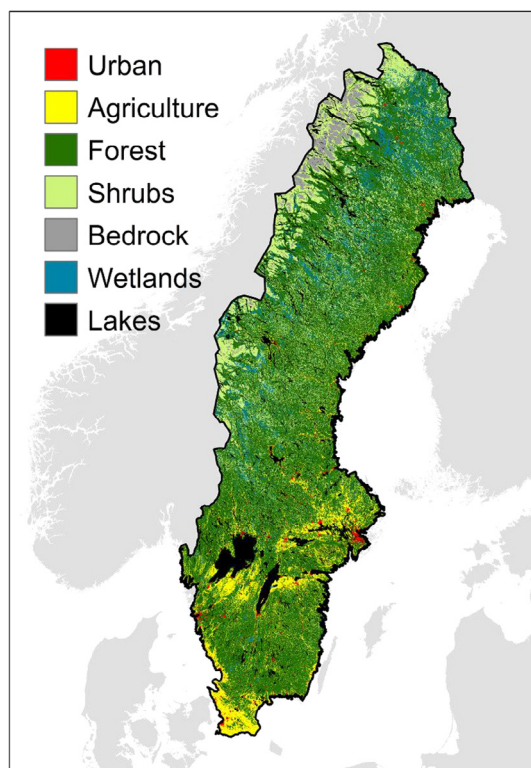 Urban
Agriculture
Forest
Shrubs
Bedrock
Wetlands
Lakes